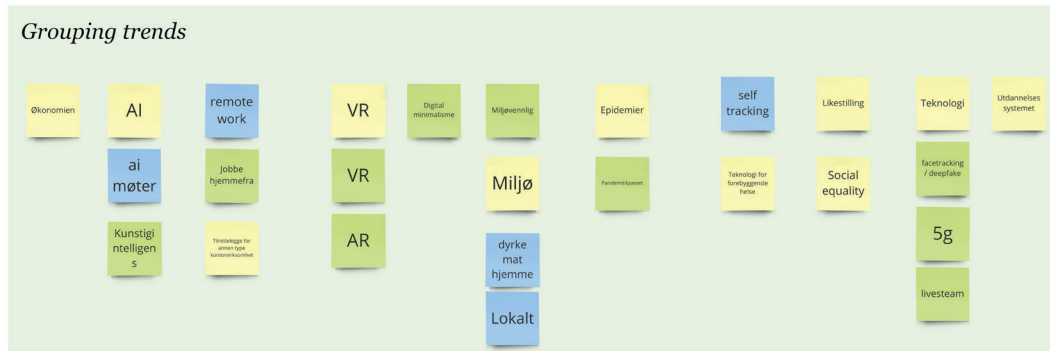 Grouping trends
Økonomien
AI
ai
møter
Kunstigi
ntelligen
s
remote
work
Jobbe
hjemmefra
Tilrettelegge for
annen type
kontorvirksomhet
VR
VR
AR
Digital
minimalisme
Miljøvennlig
Miljø
dyrke
mat
hjemme
Lokalt
Epidemier
Pandemitilpasset
self
tracking
Teknologi for
forebyggende
helse
Likestilling
Social
equality
Teknologi
facetracking
/ deepfake
5g
livesteam
Utdannelses
systemet